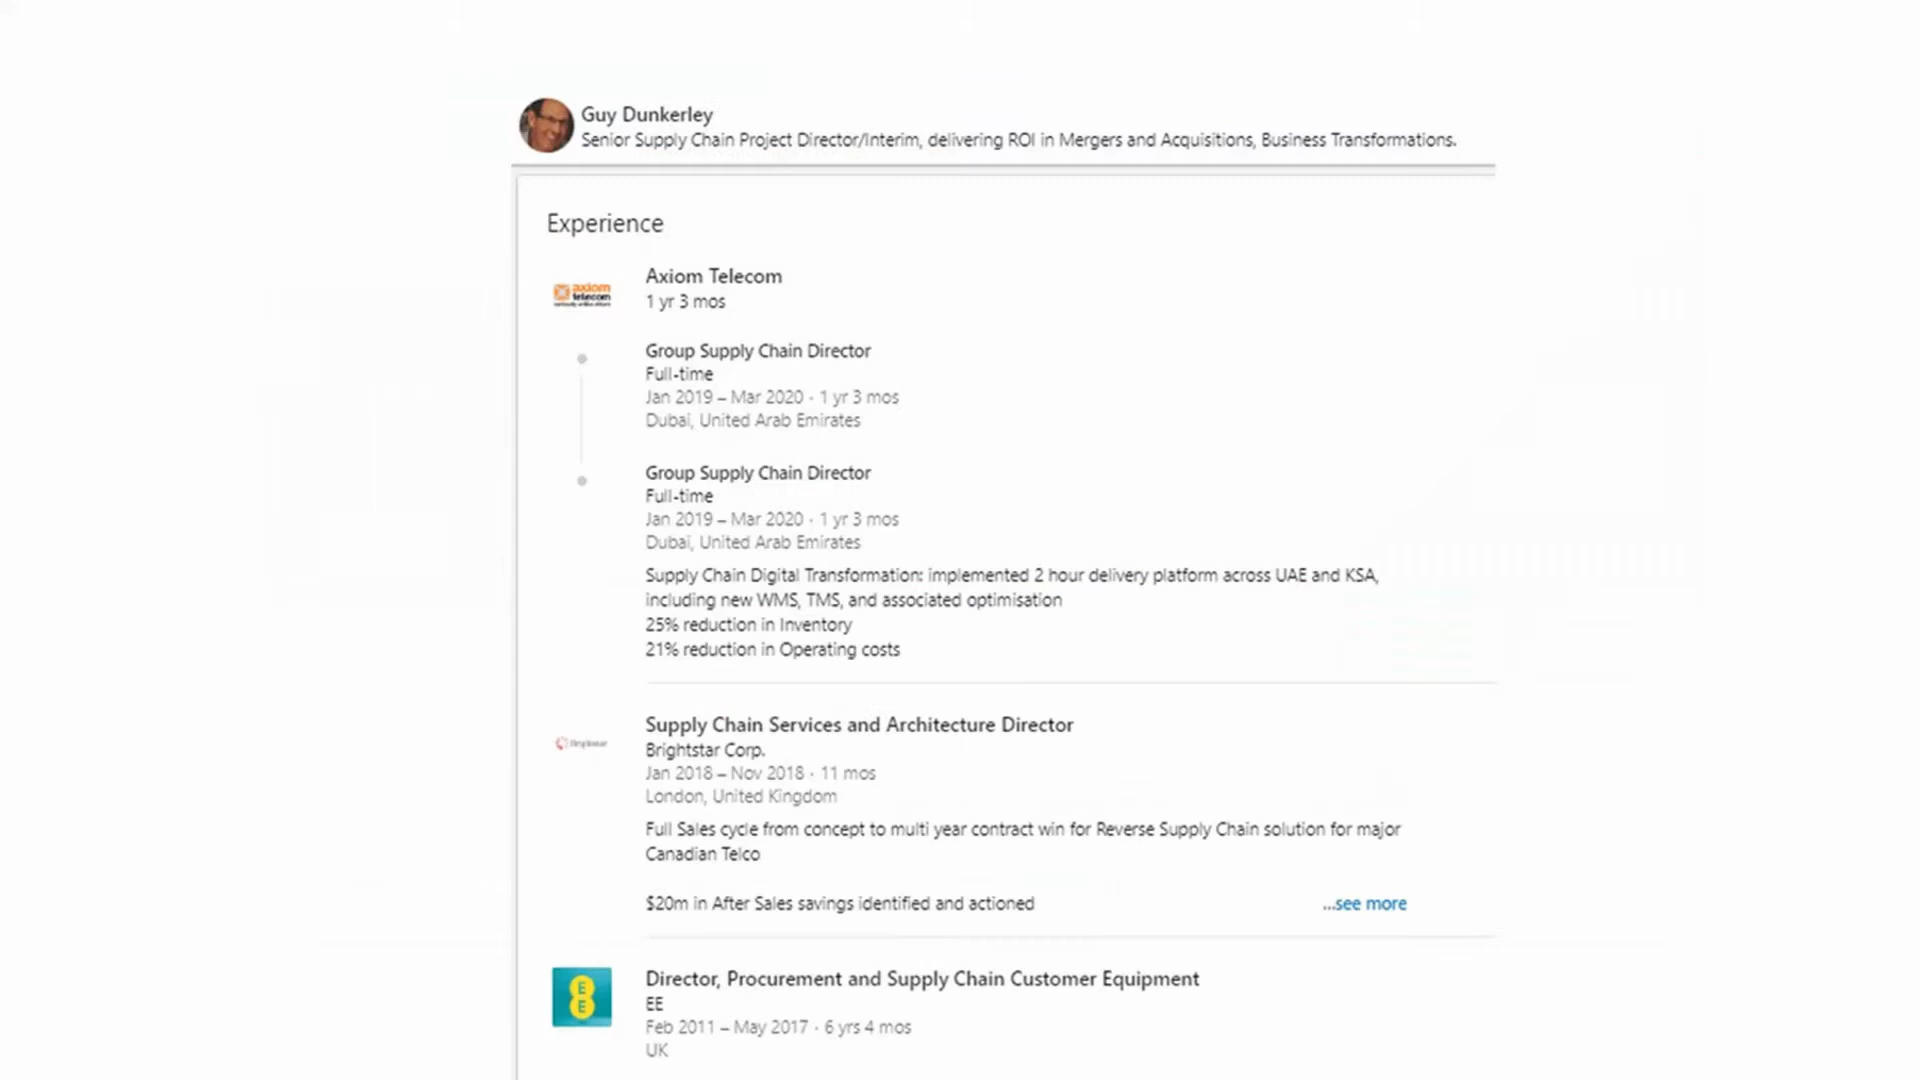 Guy Dunkerley
Senior Supply Chain Project Director/Interim, delivering ROI in Mergers and Acquisitions, Business Transformations.
Experience
axiom
telecom
Axiom Telecom
1 yr 3 mos
Group Supply Chain Director
Full-time
Jan 2019 – Mar 2020 · 1 yr 3 mos
Dubai, United Arab Emirates
Group Supply Chain Director
Full-time
Jan 2019 – Mar 2020 · 1 yr 3 mos
Dubai, United Arab Emirates
Supply Chain Digital Transformation: implemented 2 hour delivery platform across UAE and KSA,
including new WMS, TMS, and associated optimisation
25% reduction in Inventory
21% reduction in Operating costs
Supply Chain Services and Architecture Director
Brightstar Corp.
Jan 2018 – Nov 2018 · 11 mos
London, United Kingdom
Full Sales cycle from concept to multi year contract win for Reverse Supply Chain solution for major
Canadian Telco
$20m in After Sales savings identified and actioned
...see more
E
E
Director, Procurement and Supply Chain Customer Equipment
EE
Feb 2011 – May 2017 · 6 yrs 4 mos
UK